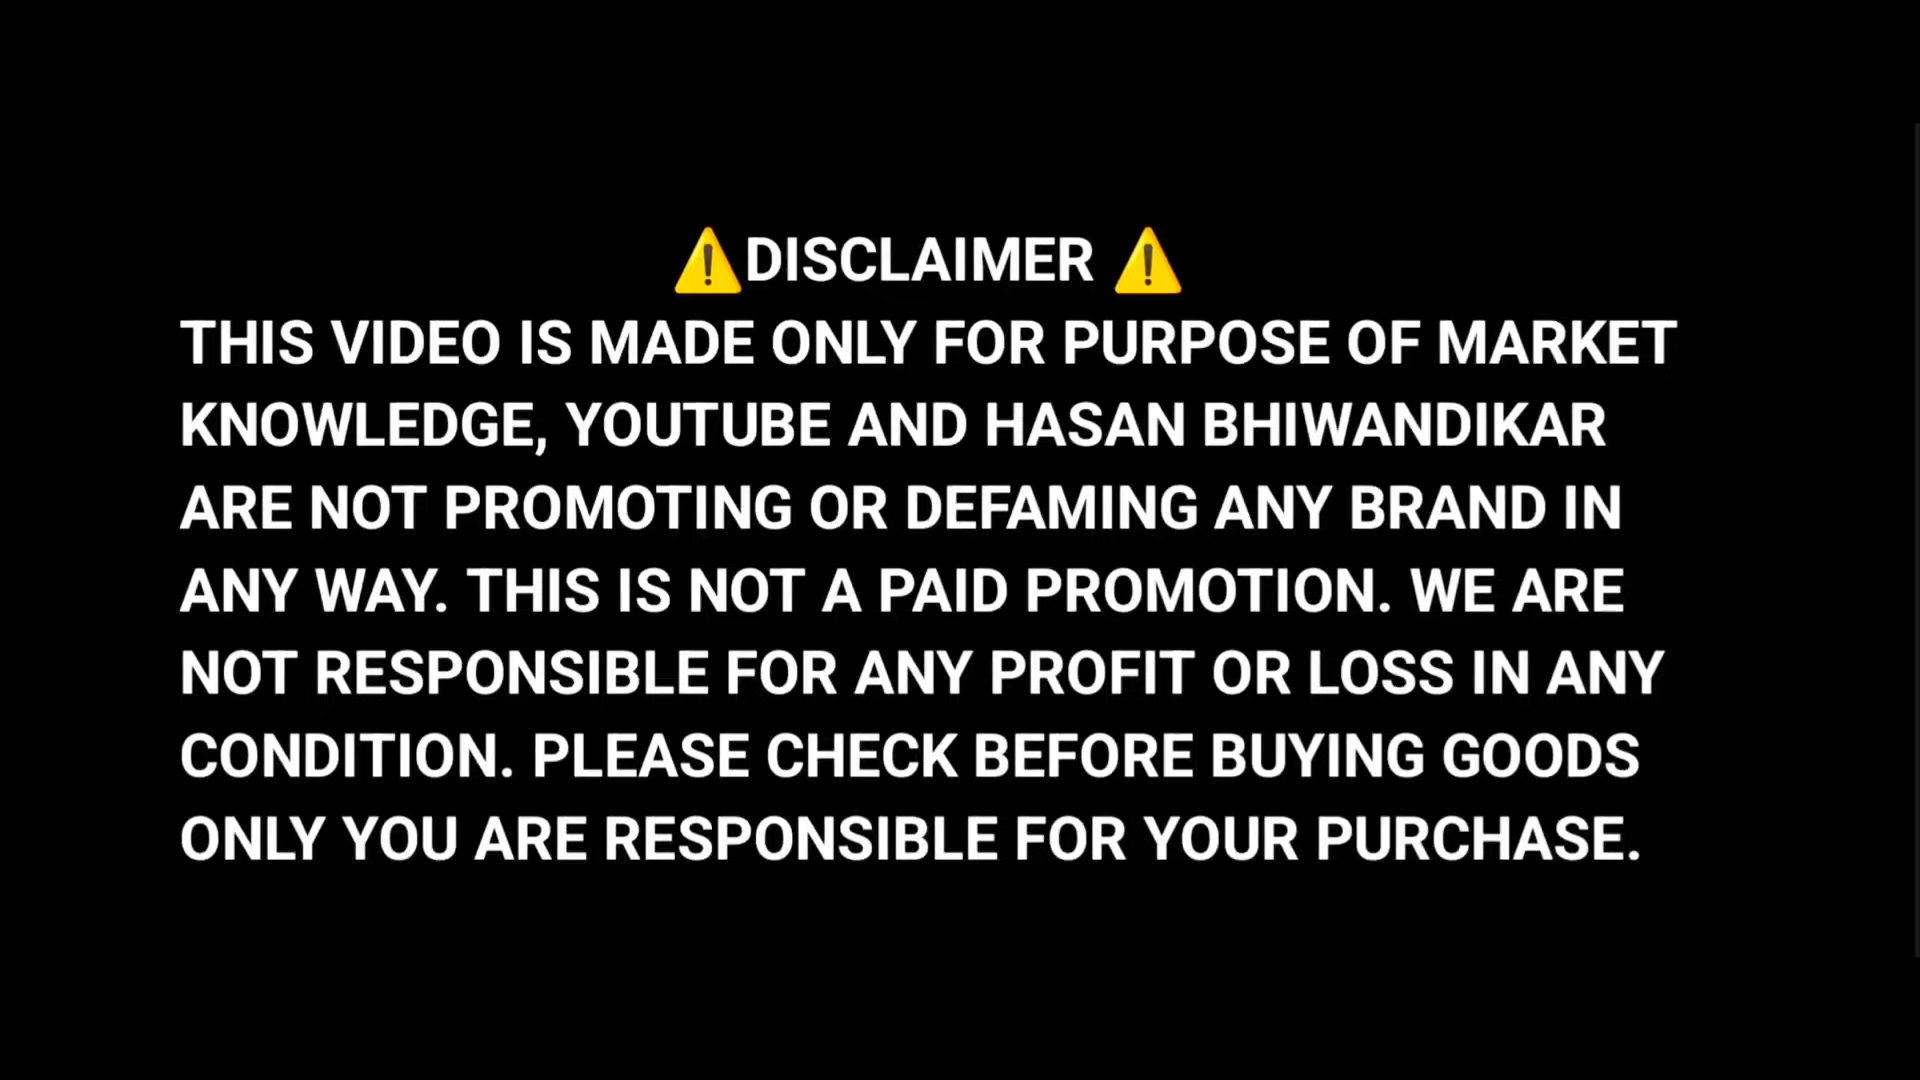 ⚠️DISCLAIMER ⚠️
THIS VIDEO IS MADE ONLY FOR PURPOSE OF MARKET
KNOWLEDGE, YOUTUBE AND HASAN BHIWANDIKAR
ARE NOT PROMOTING OR DEFAMING ANY BRAND IN
ANY WAY. THIS IS NOT A PAID PROMOTION. WE ARE
NOT RESPONSIBLE FOR ANY PROFIT OR LOSS IN ANY
CONDITION. PLEASE CHECK BEFORE BUYING GOODS
ONLY YOU ARE RESPONSIBLE FOR YOUR PURCHASE.